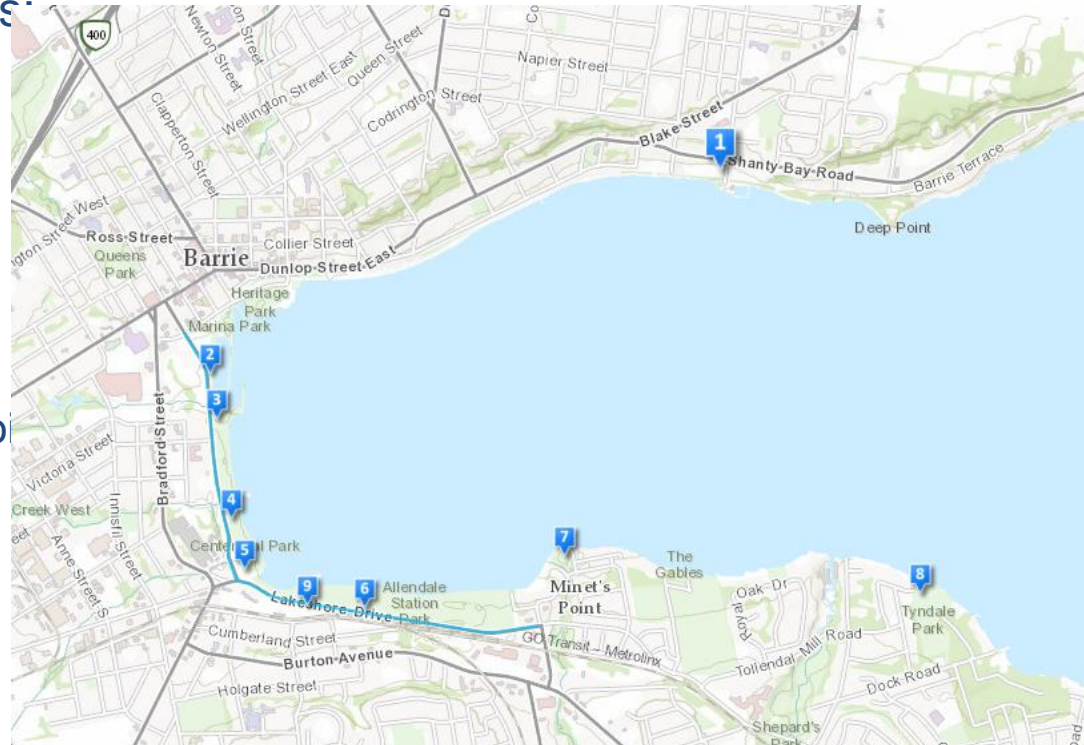 400
Newton Street
Queen Street
Napier Street
Wellington Street East
Clapperton Street
Codrington Street
Blake Street
1
Shanty Bay Road
Barrie Terrace
Deep Point
Ross Street
Queens
Park
Barrie
Collier Street
Dunlop Street East
Heritage
Park
Marina Park
2
3
Bradford Street
Victoria Street
Innisfil Street
Creek West
Anne Street S
4
5
9
6
Allendale
Station
Park
Lakeshore Drive
7
Minet's
Point
The
Gables
8
Tyndale
Park
Oak Dr
Royal
Cumberland Street
GO Transit – Metrolinx
Burton Avenue
Tollendal Mill Road
Dock Road
Holgate Street
Shepard's